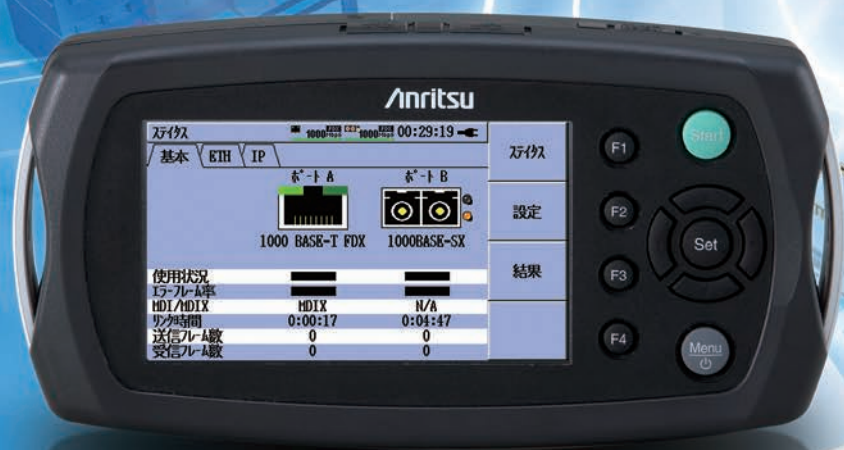 Anritsu
ｽﾃｲﾀｽ 1000Mbps FDX 1000Mbps FDX 00:29:19
基本 ETH IP
ﾎﾟｰﾄ A ﾎﾟｰﾄ B
1000 BASE-T FDX 1000BASE-SX
使用状況
ｴﾗｰﾌﾚｰﾑ率
MDI/MDIX MDIX N/A
ﾘﾝｸ時間 0:00:17 0:04:47
送信ﾌﾚｰﾑ数 0 0
受信ﾌﾚｰﾑ数 0 0
ｽﾃｲﾀｽ
設定
結果
F1
F2
F3
F4
Start
Set
Menu